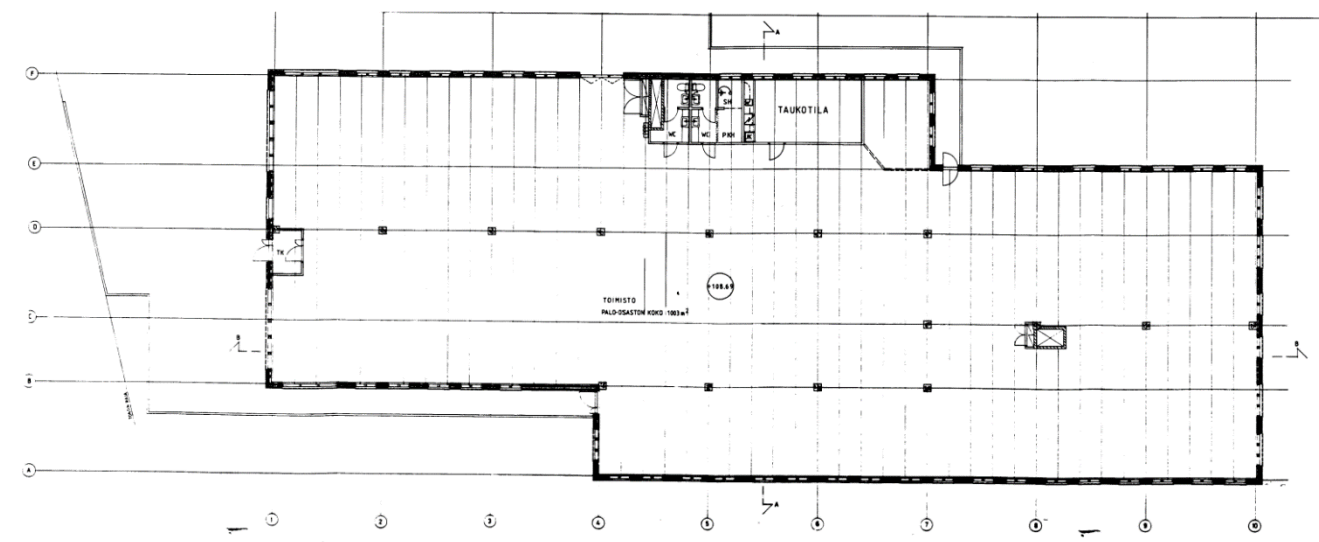 A
F
SH
TAUKOTILA
WC
WC
PKH
E
D
TK
+108.69
TOIMISTO
PALO-OSASTON KOKO 1003 m²
C
B
B
B
A
A
1
2
3
4
5
6
7
8
9
10